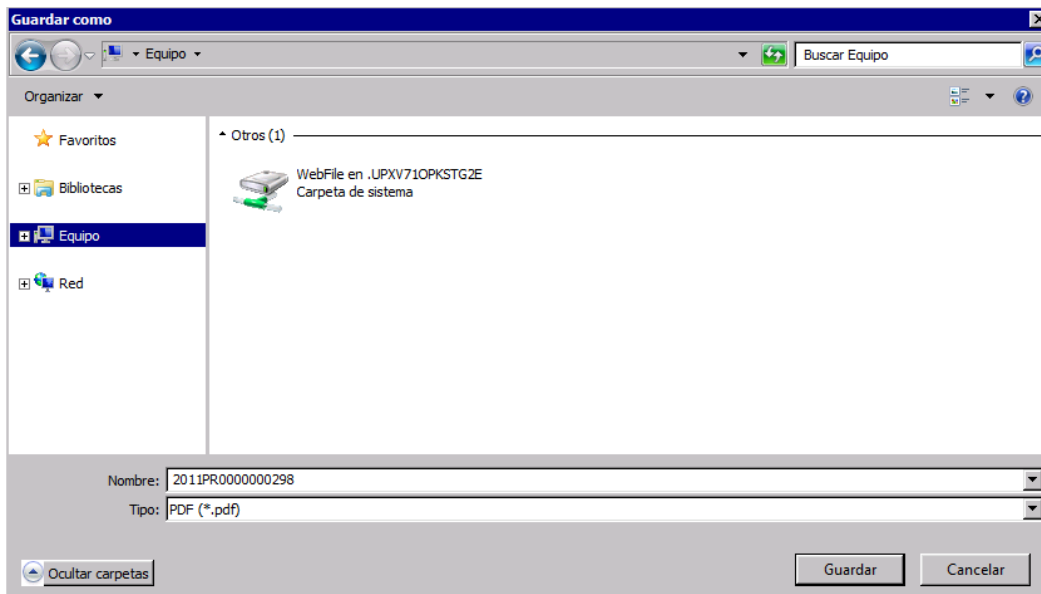 Guardar como
Equipo
Buscar Equipo
Organizar
Favoritos
Bibliotecas
Equipo
Red
Otros (1)
WebFile en .UPXV71OPKSTG2E
Carpeta de sistema
Nombre: 2011PR0000000298
Tipo: PDF (*.pdf)
Ocultar carpetas
Guardar
Cancelar